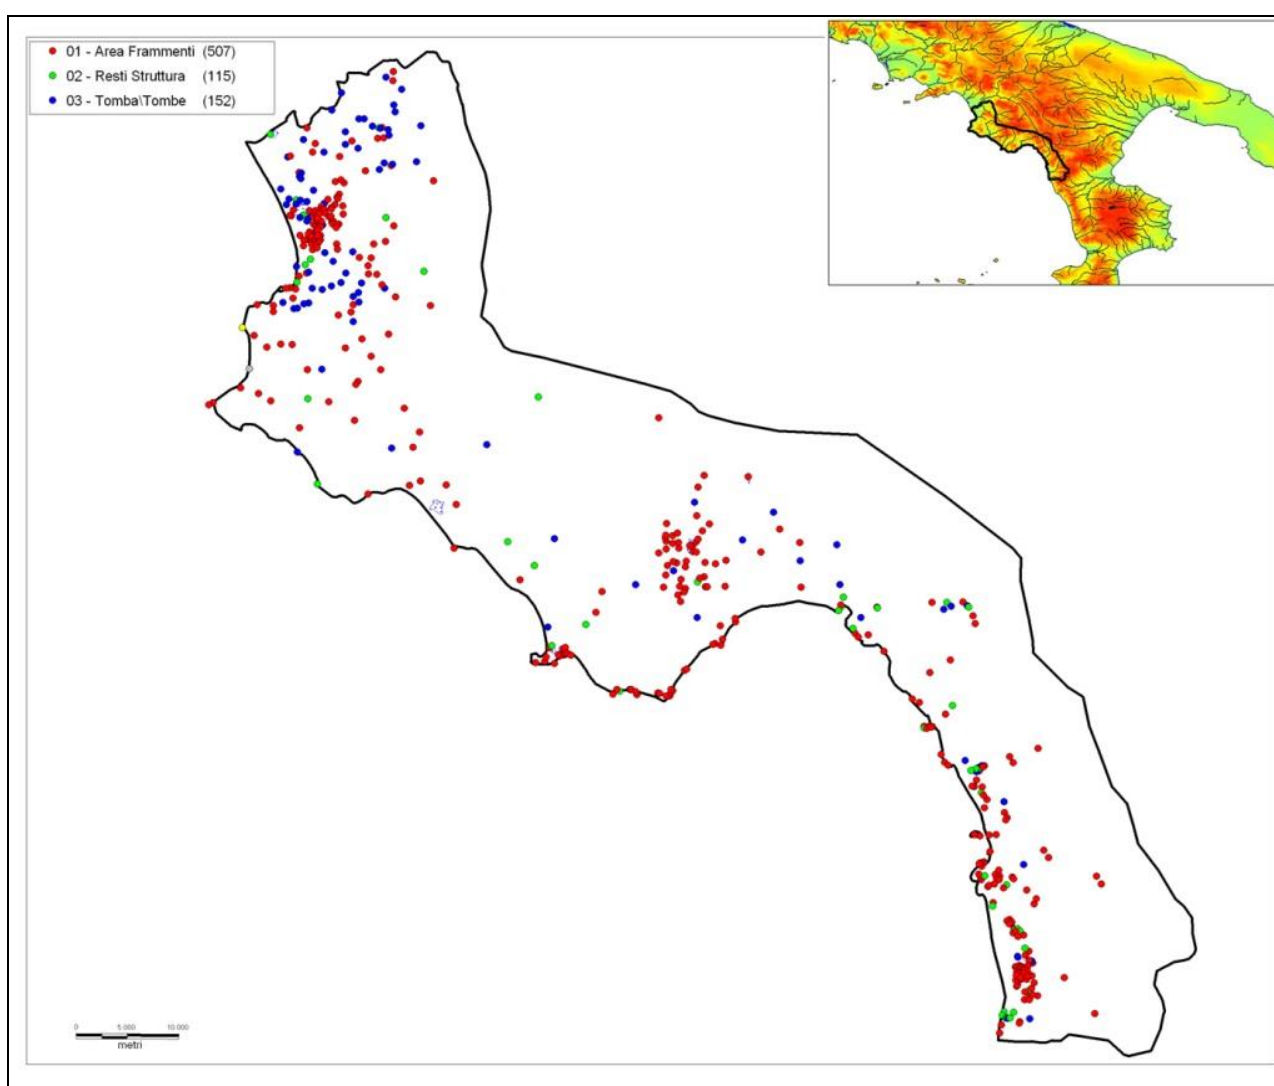 01 - Area Frammenti (507)
02 - Resti Struttura (115)
03 - Tomba\Tombe (152)
0 5 000 10 000
metri